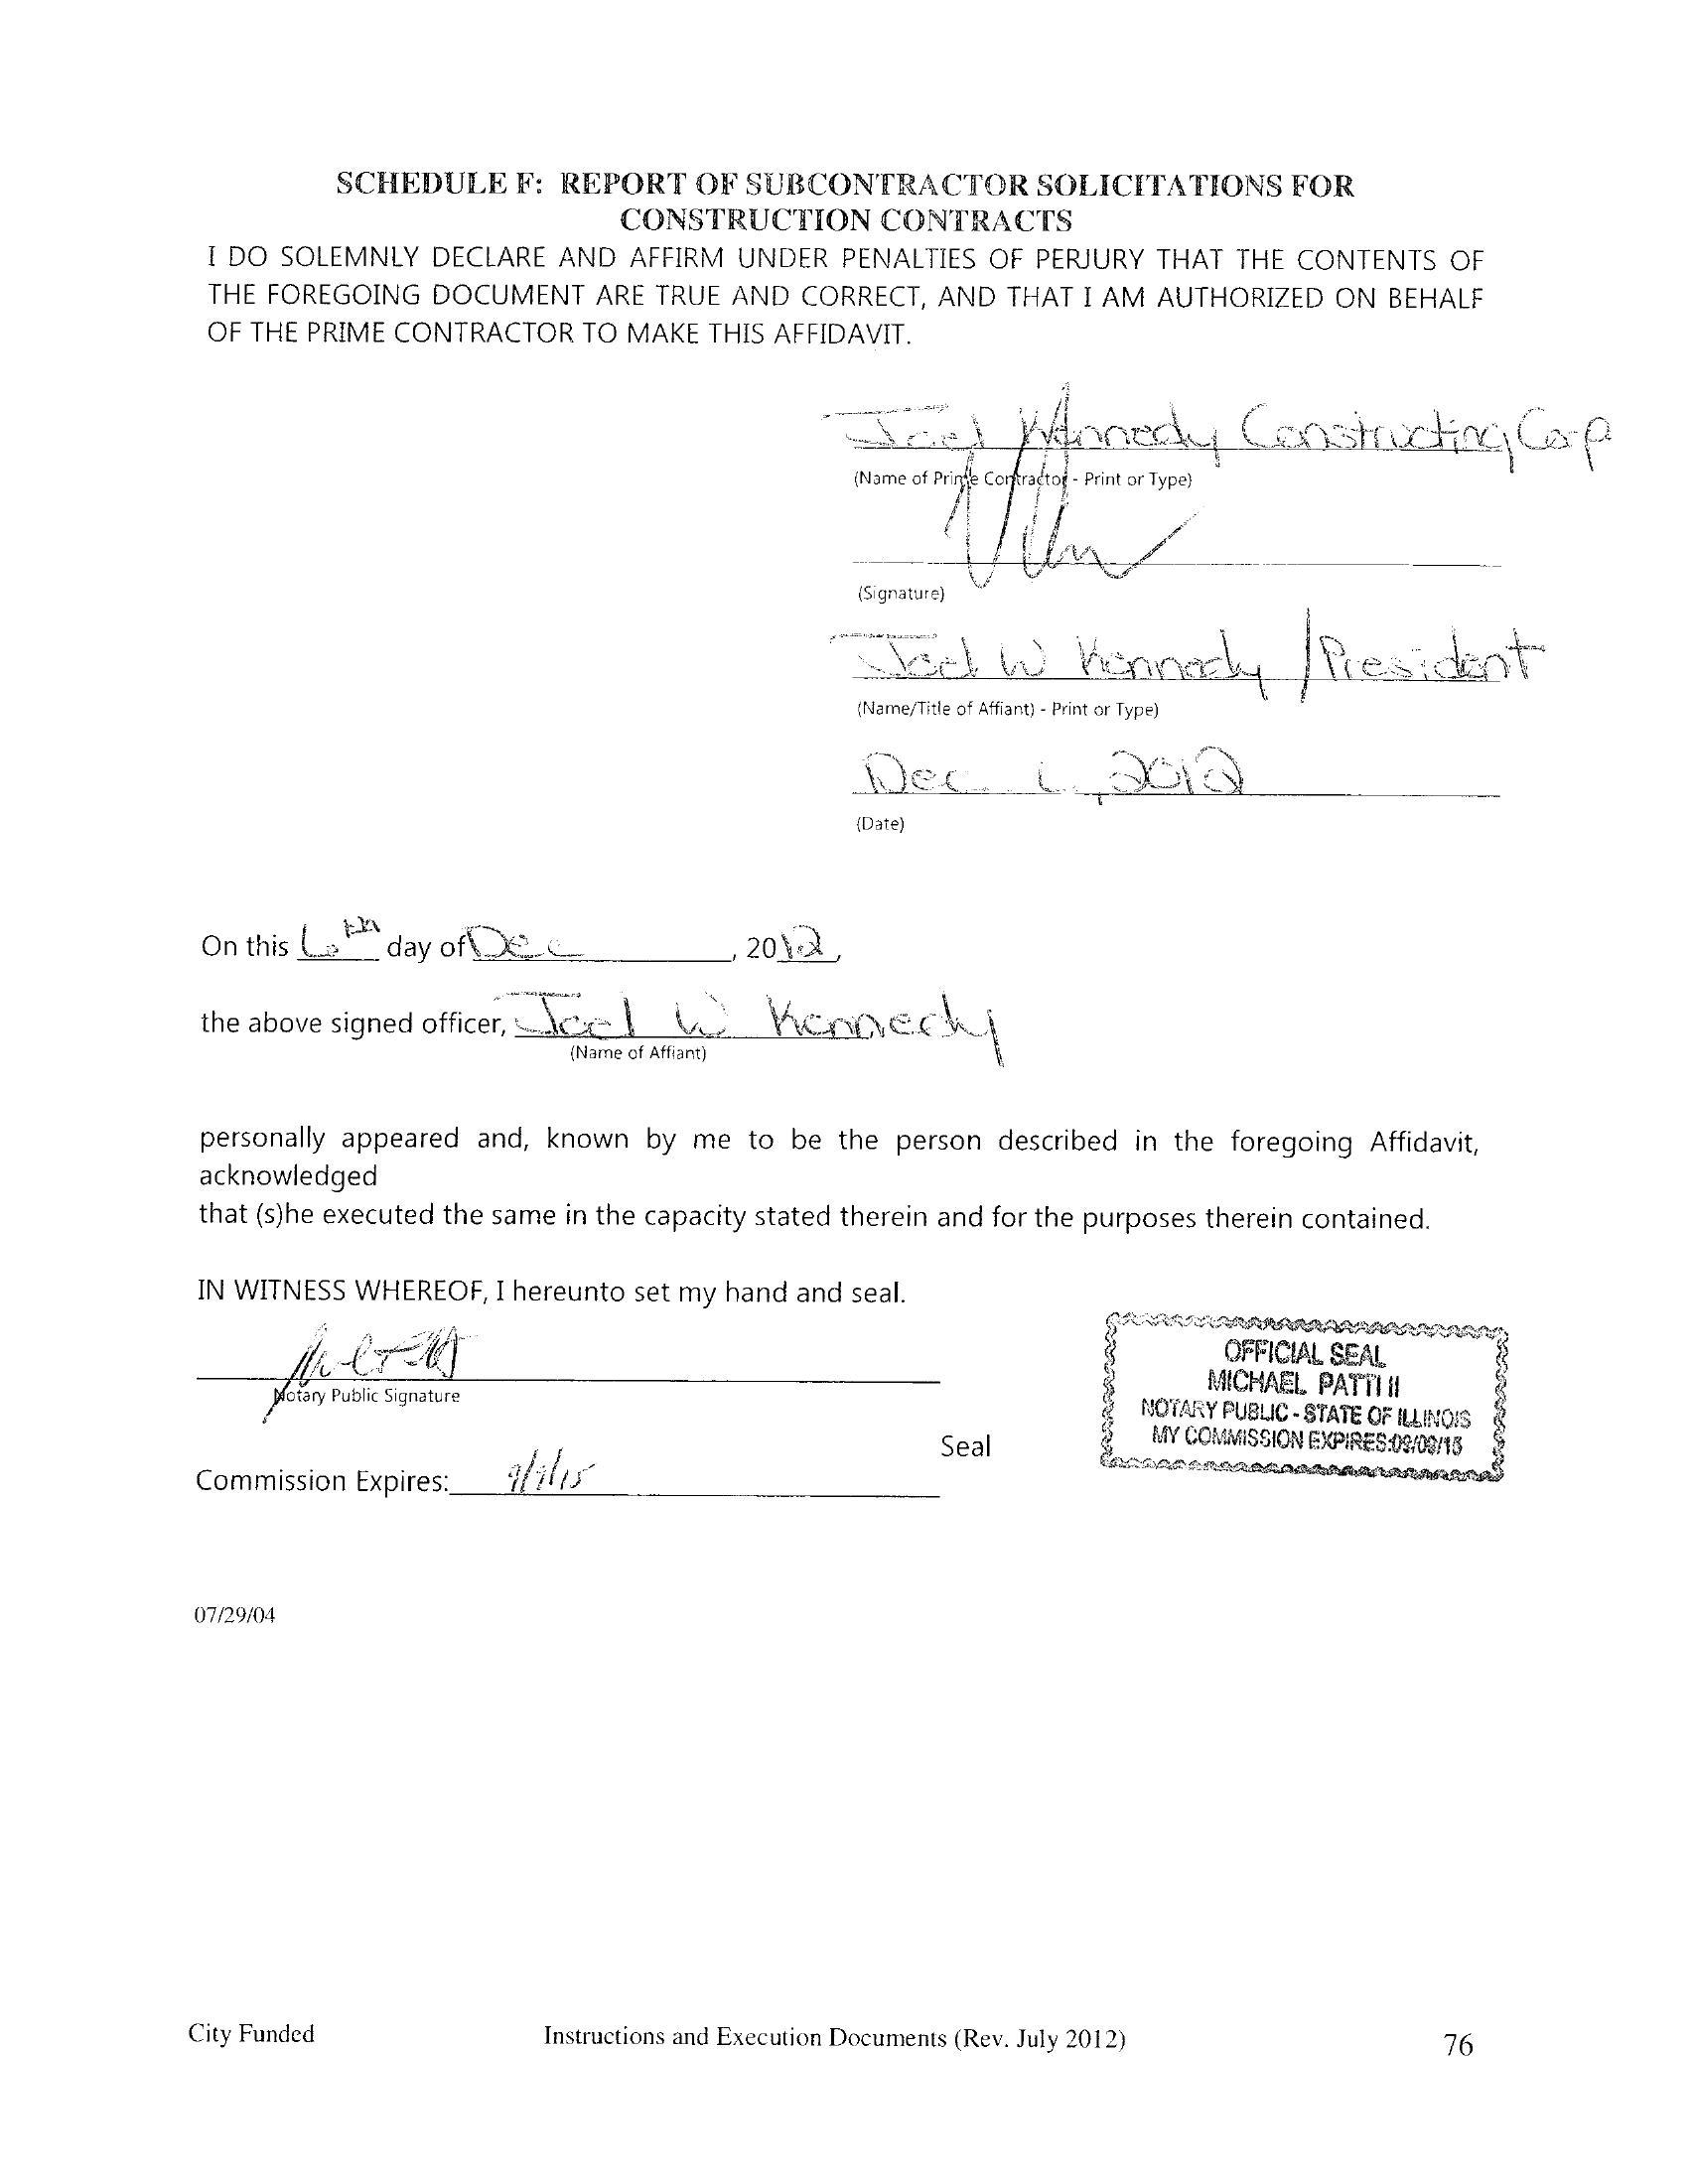 SCHEDULE F: REPORT OF SUBCONTRACTOR SOLICITATIONS FOR
CONSTRUCTION CONTRACTS
I DO SOLEMNLY DECLARE AND AFFIRM UNDER PENALTIES OF PERJURY THAT THE CONTENTS OF
THE FOREGOING DOCUMENT ARE TRUE AND CORRECT, AND THAT I AM AUTHORIZED ON BEHALF
OF THE PRIME CONTRACTOR TO MAKE THIS AFFIDAVIT.
Joel Kennedy Constructing Corp
(Name of Prime Contractor - Print or Type)
(Signature)
Joel W Kennedy / President
(Name/Title of Affiant) - Print or Type)
Dec 6, 2012
(Date)
On this 6th day of Dec , 2012,
the above signed officer, Joel W Kennedy
(Name of Affiant)
personally appeared and, known by me to be the person described in the foregoing Affidavit,
acknowledged
that (s)he executed the same in the capacity stated therein and for the purposes therein contained.
IN WITNESS WHEREOF, I hereunto set my hand and seal.
OFFICIAL SEAL
MICHAEL PATTI II
NOTARY PUBLIC - STATE OF ILLINOIS
MY COMMISSION EXPIRES:09/09/15
Notary Public Signature
Seal
Commission Expires: 9/9/15
07/29/04
City Funded Instructions and Execution Documents (Rev. July 2012) 76